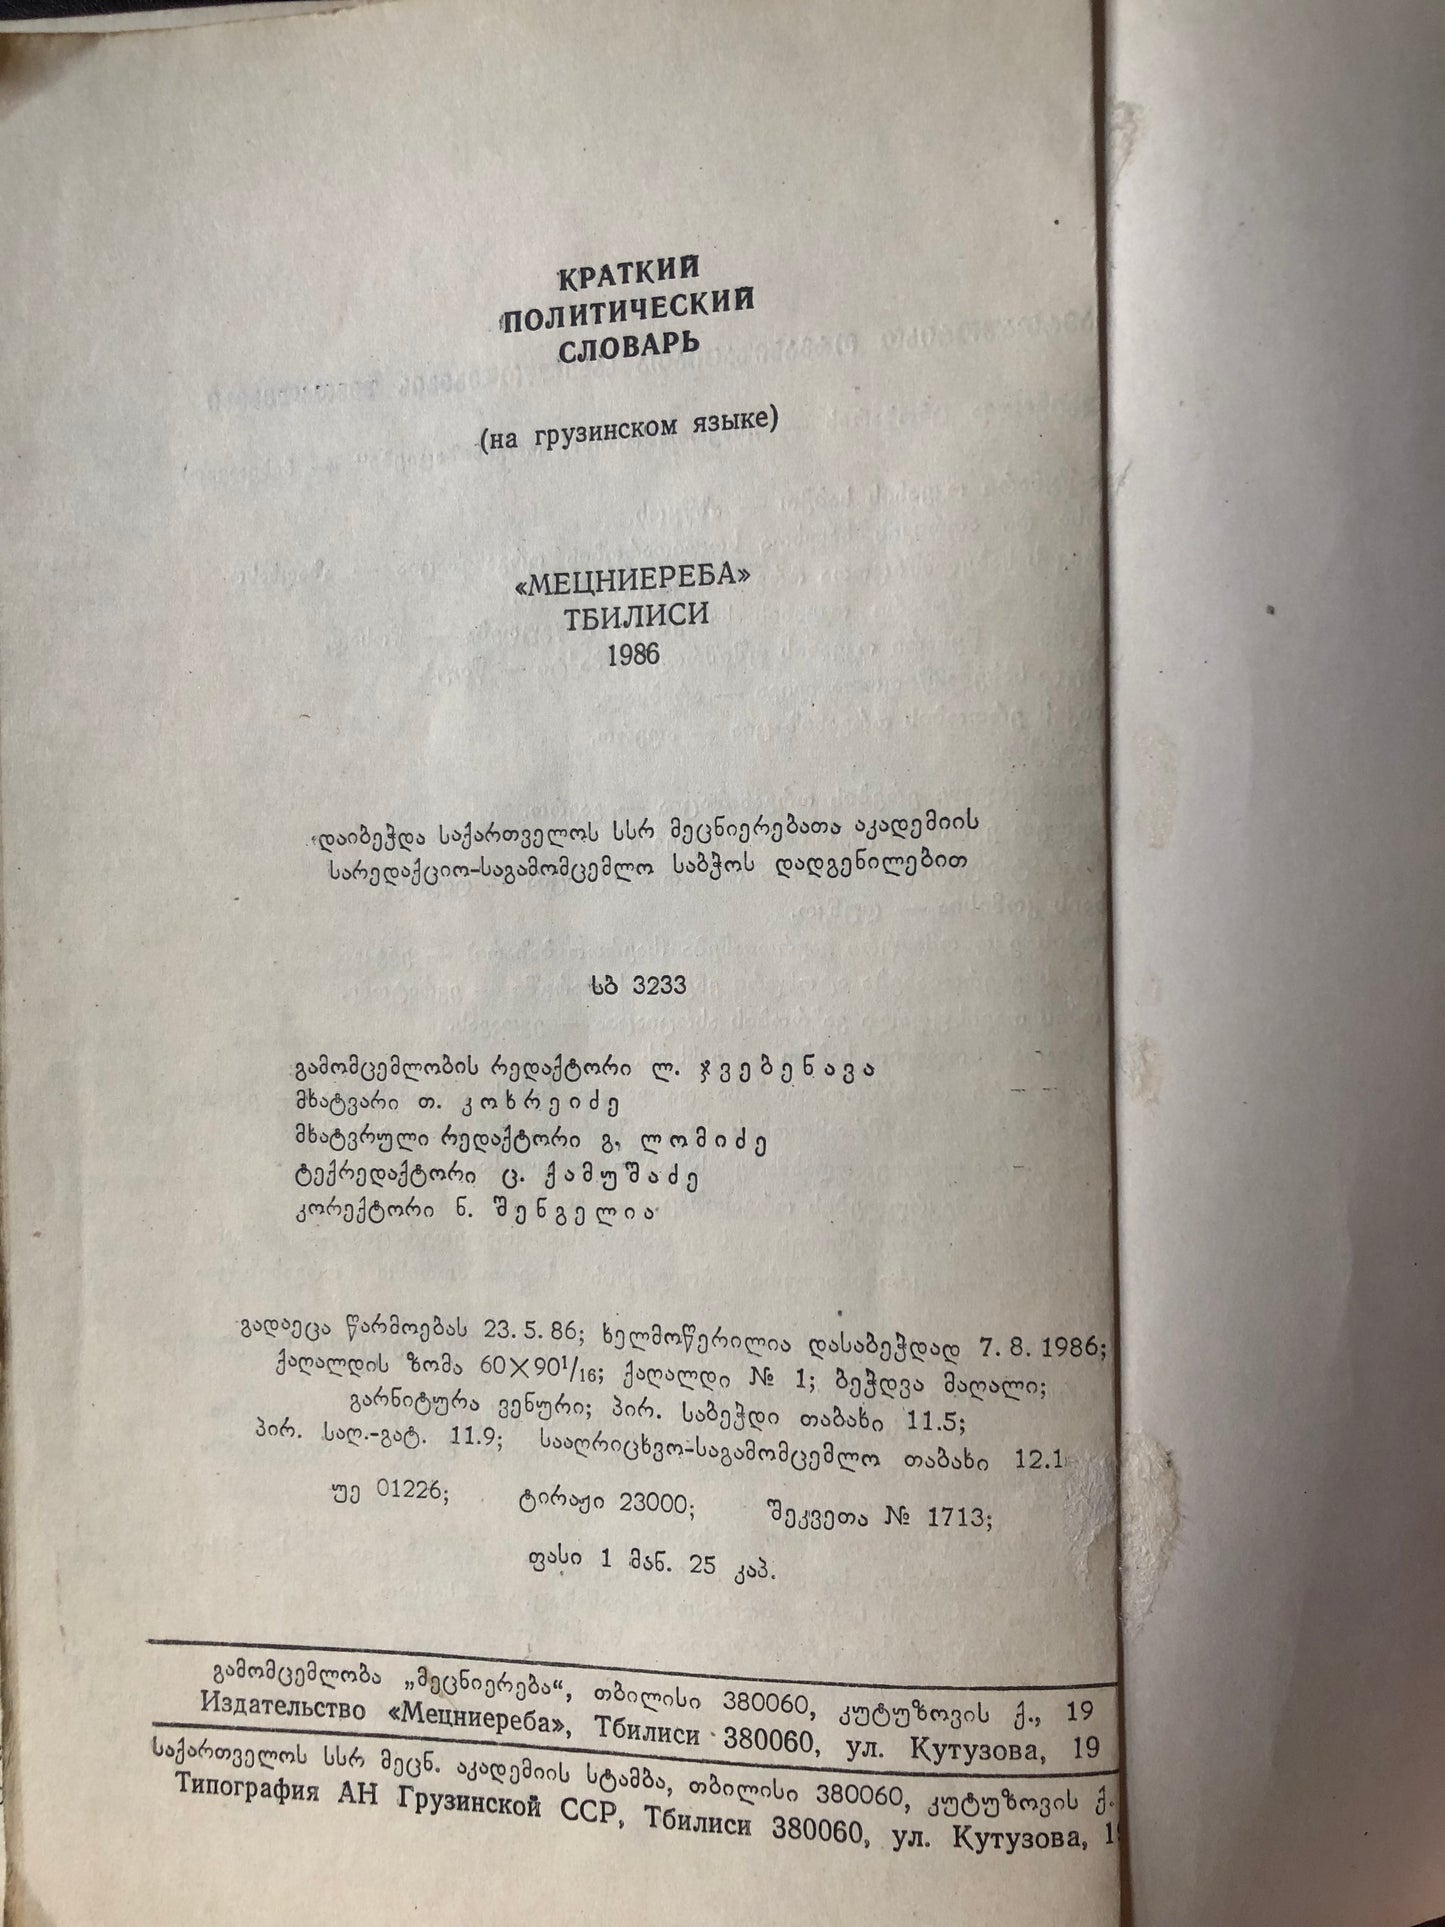 КРАТКИЙ
ПОЛИТИЧЕСКИЙ
СЛОВАРЬ
(на грузинском языке)
«МЕЦНИЕРЕБА»
ТБИЛИСИ
1986
დაიბეჭდა საქართველოს სსრ მეცნიერებათა აკადემიის
სარედაქციო-საგამომცემლო საბჭოს დადგენილებით
სბ 3233
გამომცემლობის რედაქტორი ლ. ჯვებენავა
მხატვარი თ. კოხრეიძე
მხატვრული რედაქტორი გ. ლომიძე
ტექრედაქტორი ც. ქამუშაძე
კორექტორი ნ. შენგელია
გადაეცა წარმოებას 23.5.86; ხელმოწერილია დასაბეჭდად 7.8.1986;
ქაღალდის ზომა 60×90¹/₁₆; ქაღალდი № 1; ბეჭდვა მაღალი;
გარნიტურა ვენური; პირ. საბეჭდი თაბახი 11.5;
პირ. საღ.-გატ. 11.9; სააღრიცხვო-საგამომცემლო თაბახი 12.1
უე 01226; ტირაჟი 23000; შეკვეთა № 1713;
ფასი 1 მან. 25 კაპ.
გამომცემლობა „მეცნიერება“, თბილისი 380060, კუტუზოვის ქ., 19
Издательство «Мецниереба», Тбилиси 380060, ул. Кутузова, 19
საქართველოს სსრ მეცნ. აკადემიის სტამბა, თბილისი 380060, კუტუზოვის ქ.
Типография АН Грузинской ССР, Тбилиси 380060, ул. Кутузова,